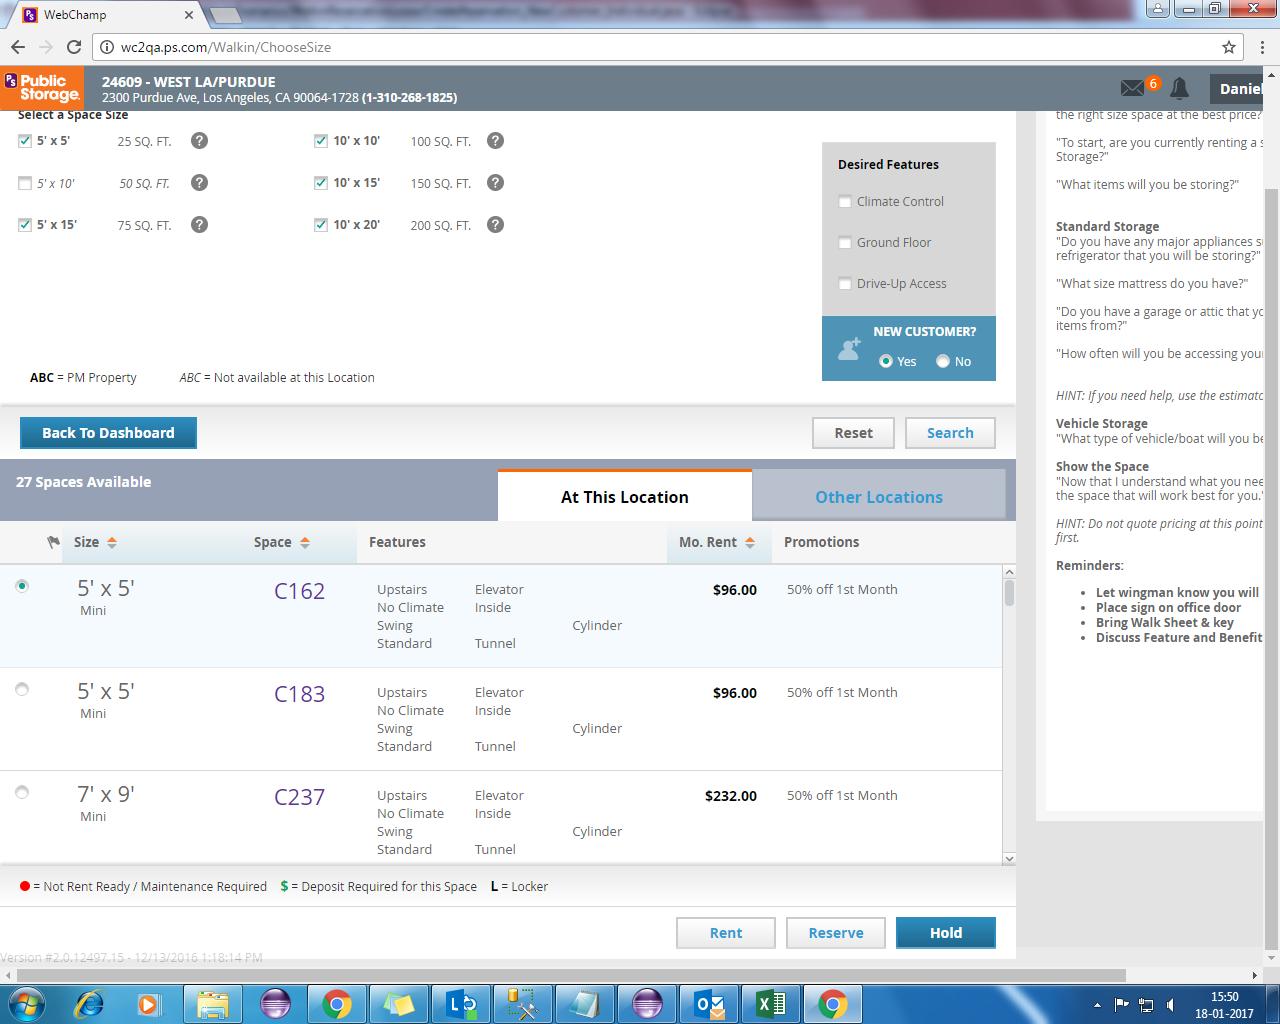 WebChamp
wc2qa.ps.com/Walkin/ChooseSize
PS Public Storage.
24609 - WEST LA/PURDUE
2300 Purdue Ave, Los Angeles, CA 90064-1728 (1-310-268-1825)
6
Daniel
Select a Space Size
5' x 5' 25 SQ. FT. ?
10' x 10' 100 SQ. FT. ?
5' x 10' 50 SQ. FT. ?
10' x 15' 150 SQ. FT. ?
5' x 15' 75 SQ. FT. ?
10' x 20' 200 SQ. FT. ?
Desired Features
Climate Control
Ground Floor
Drive-Up Access
NEW CUSTOMER?
Yes No
ABC = PM Property ABC = Not available at this Location
Back To Dashboard
Reset Search
27 Spaces Available
At This Location
Other Locations
Size Space Features Mo. Rent Promotions
5' x 5' C162 Upstairs Elevator $96.00 50% off 1st Month
Mini No Climate Inside
Swing Cylinder
Standard Tunnel
5' x 5' C183 Upstairs Elevator $96.00 50% off 1st Month
Mini No Climate Inside
Swing Cylinder
Standard Tunnel
7' x 9' C237 Upstairs Elevator $232.00 50% off 1st Month
Mini No Climate Inside
Swing Cylinder
Standard Tunnel
= Not Rent Ready / Maintenance Required $ = Deposit Required for this Space L = Locker
Rent Reserve Hold
Version #2.0.12497.15 - 12/13/2016 1:18:14 PM
the right size space at the best price?
"To start, are you currently renting a s
Storage?"
"What items will you be storing?"
Standard Storage
"Do you have any major appliances su
refrigerator that you will be storing?"
"What size mattress do you have?"
"Do you have a garage or attic that yo
items from?"
"How often will you be accessing your
HINT: If you need help, use the estimato
Vehicle Storage
"What type of vehicle/boat will you be
Show the Space
"Now that I understand what you nee
the space that will work best for you."
HINT: Do not quote pricing at this point
first.
Reminders:
Let wingman know you will
Place sign on office door
Bring Walk Sheet & key
Discuss Feature and Benefit
15:50
18-01-2017